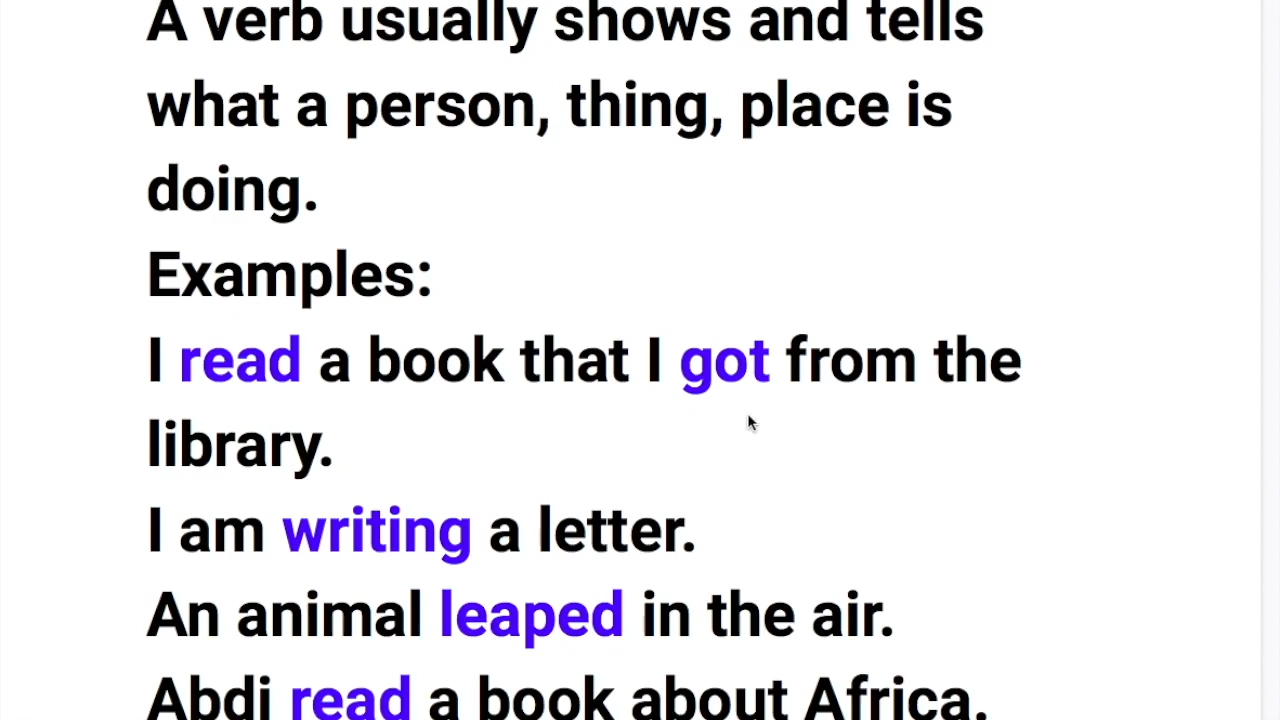 A verb usually shows and tells
what a person, thing, place is
doing.
Examples:
I read a book that I got from the
library.
I am writing a letter.
An animal leaped in the air.
Abdi read a book about Africa.